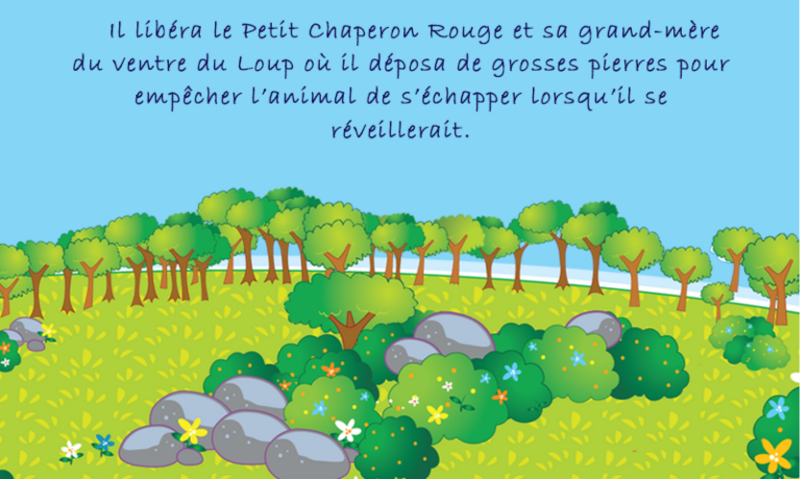 Il libéra le Petit Chaperon Rouge et sa grand-mère
du ventre du Loup où il déposa de grosses pierres pour
empêcher l'animal de s'échapper lorsqu'il se
réveillerait.